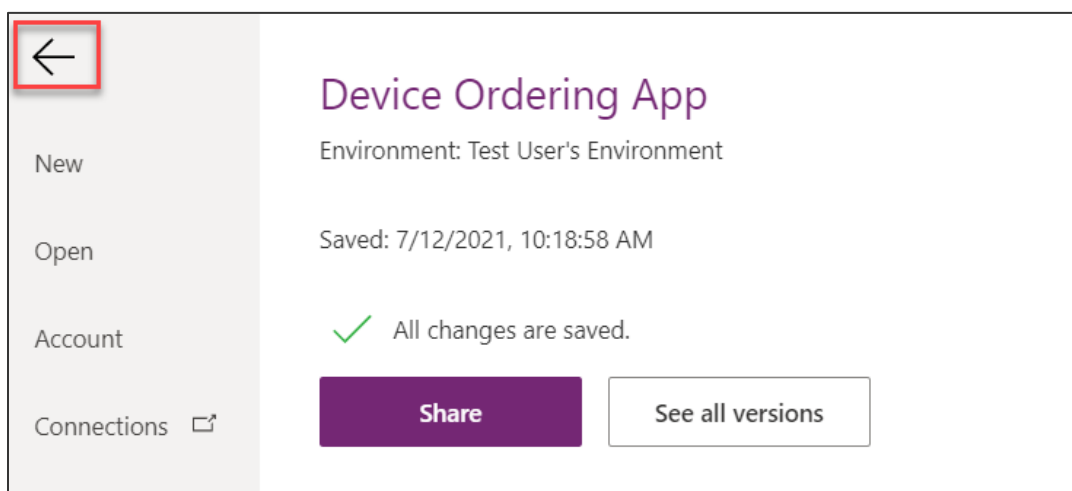 Device Ordering App
Environment: Test User's Environment
New
Open
Saved: 7/12/2021, 10:18:58 AM
Account
All changes are saved.
Connections
Share
See all versions